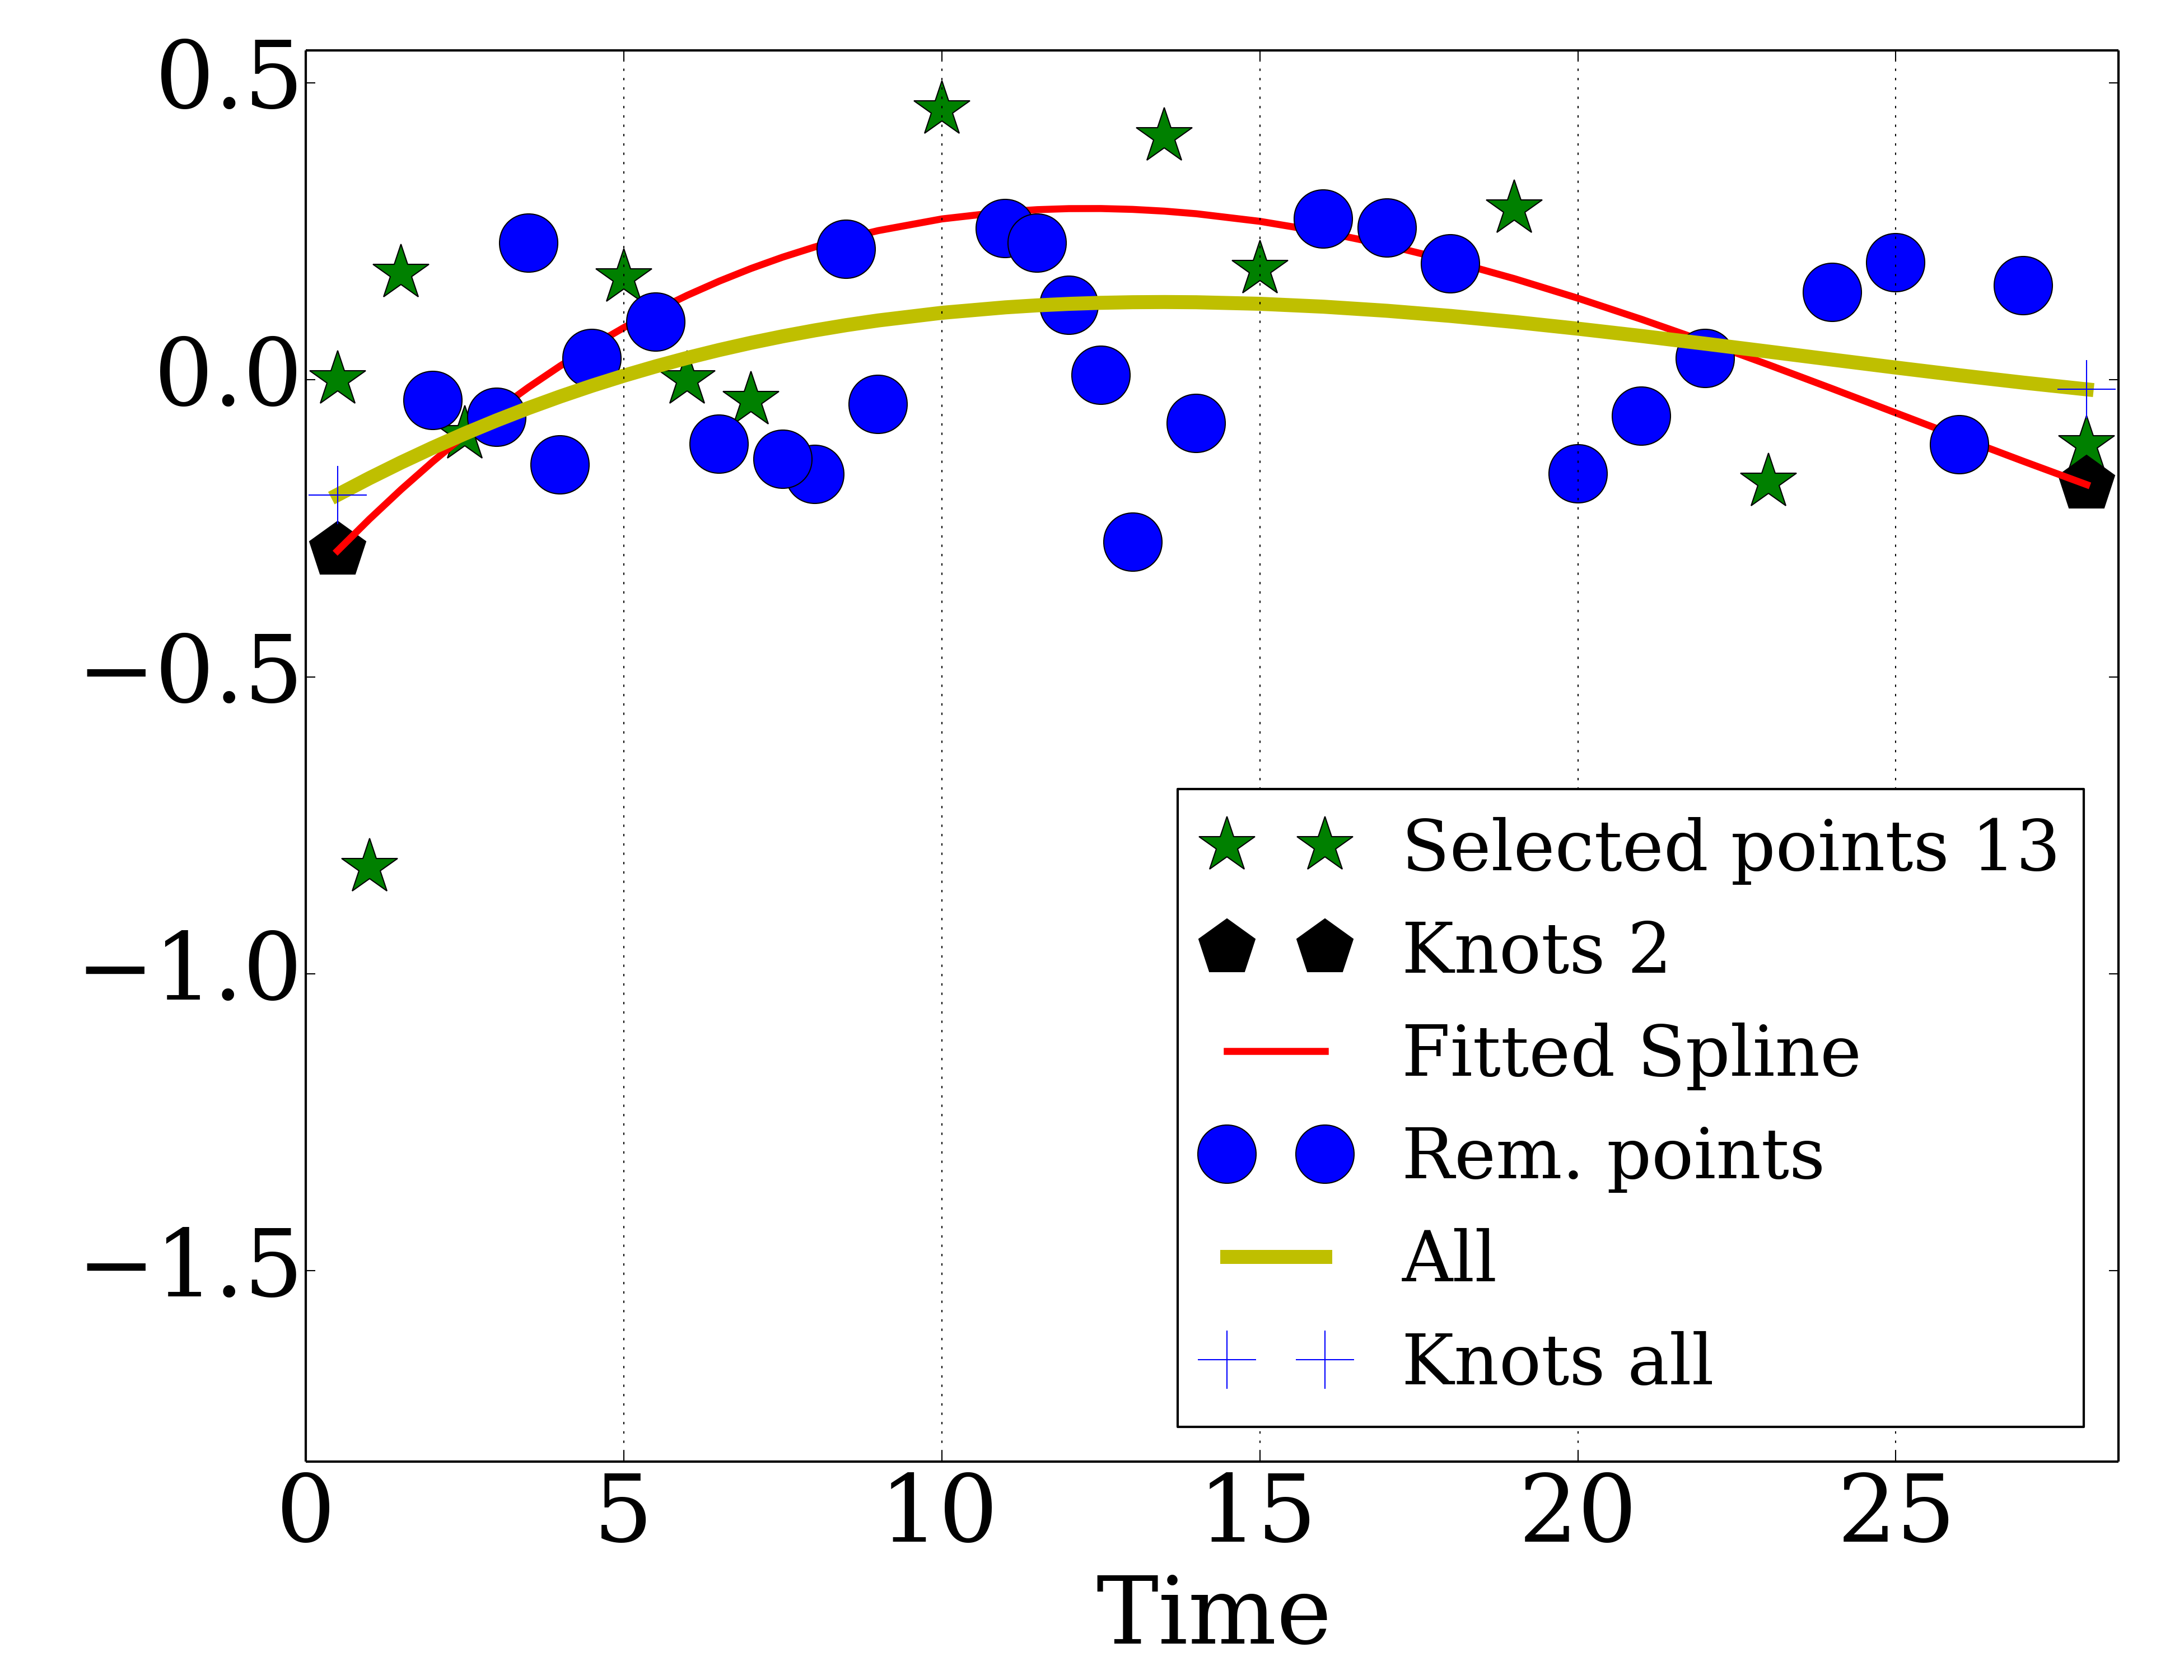 0.5
0.0
−0.5
−1.0
−1.5
Selected points 13
Knots 2
Fitted Spline
Rem. points
All
Knots all
0 5 10 15 20 25
Time